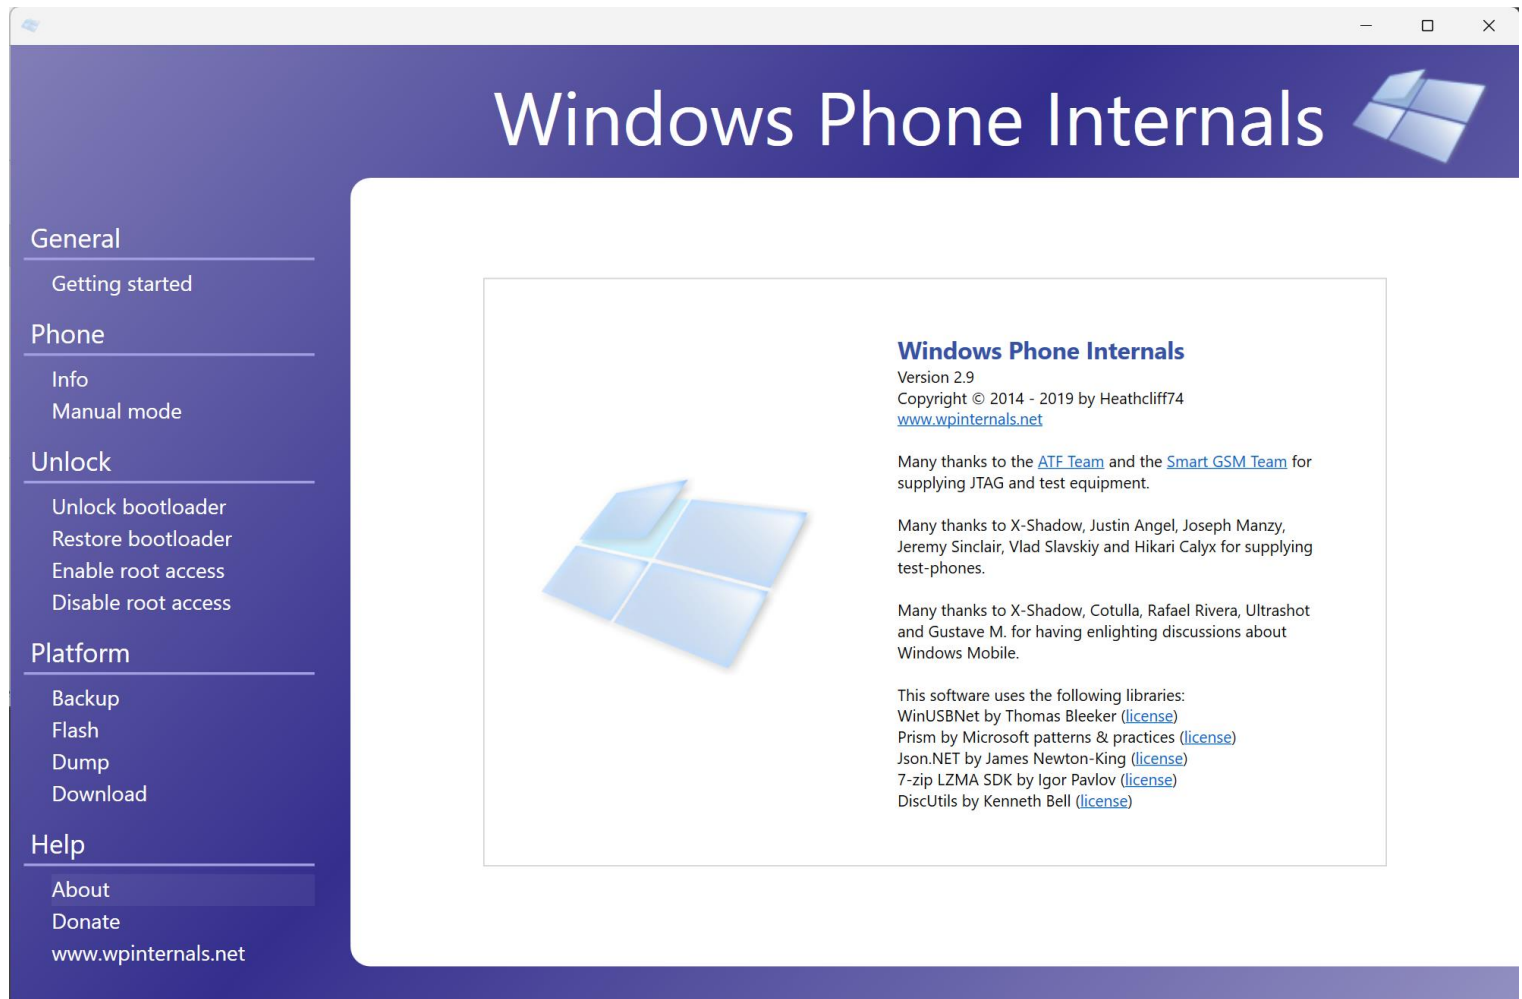 Windows Phone Internals
General
Getting started
Phone
Info
Manual mode
Unlock
Unlock bootloader
Restore bootloader
Enable root access
Disable root access
Platform
Backup
Flash
Dump
Download
Help
About
Donate
www.wpinternals.net
Windows Phone Internals
Version 2.9
Copyright © 2014 - 2019 by Heathcliff74
www.wpinternals.net
Many thanks to the ATF Team and the Smart GSM Team for
supplying JTAG and test equipment.
Many thanks to X-Shadow, Justin Angel, Joseph Manzy,
Jeremy Sinclair, Vlad Slavskiy and Hikari Calyx for supplying
test-phones.
Many thanks to X-Shadow, Cotulla, Rafael Rivera, Ultrashot
and Gustave M. for having enlighting discussions about
Windows Mobile.
This software uses the following libraries:
WinUSBNet by Thomas Bleeker (license)
Prism by Microsoft patterns & practices (license)
Json.NET by James Newton-King (license)
7-zip LZMA SDK by Igor Pavlov (license)
DiscUtils by Kenneth Bell (license)